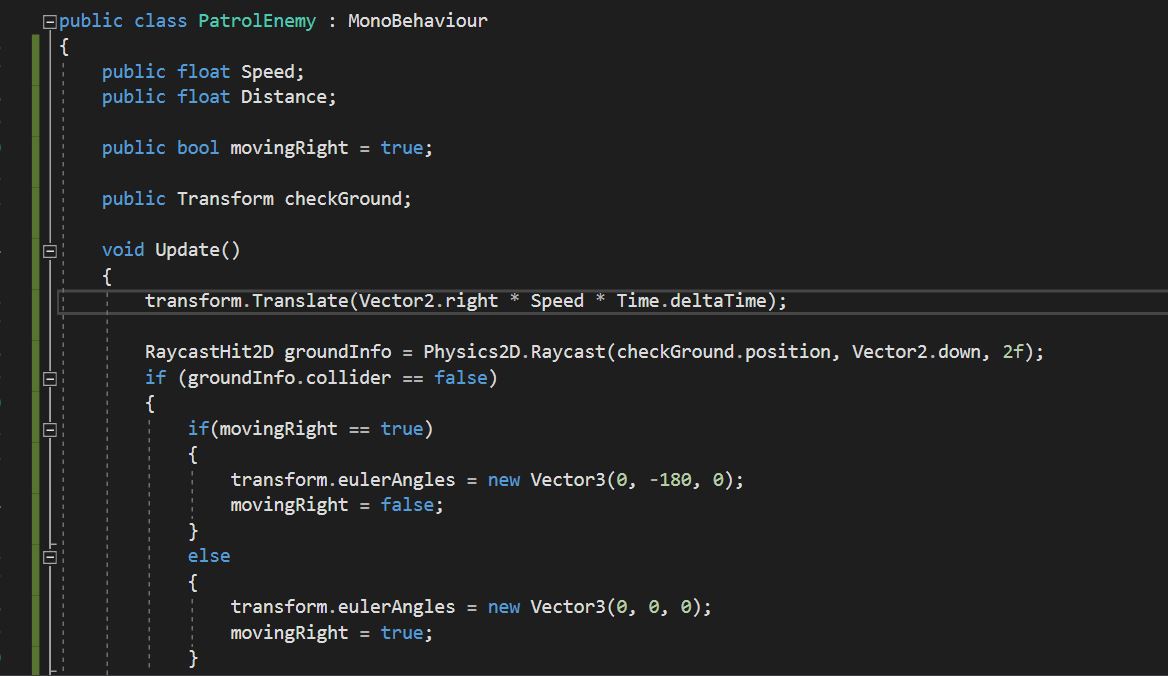 public class PatrolEnemy : MonoBehaviour
{
    public float Speed;
    public float Distance;

    public bool movingRight = true;

    public Transform checkGround;

    void Update()
    {
        transform.Translate(Vector2.right * Speed * Time.deltaTime);

        RaycastHit2D groundInfo = Physics2D.Raycast(checkGround.position, Vector2.down, 2f);
        if (groundInfo.collider == false)
        {
            if(movingRight == true)
            {
                transform.eulerAngles = new Vector3(0, -180, 0);
                movingRight = false;
            }
            else
            {
                transform.eulerAngles = new Vector3(0, 0, 0);
                movingRight = true;
            }